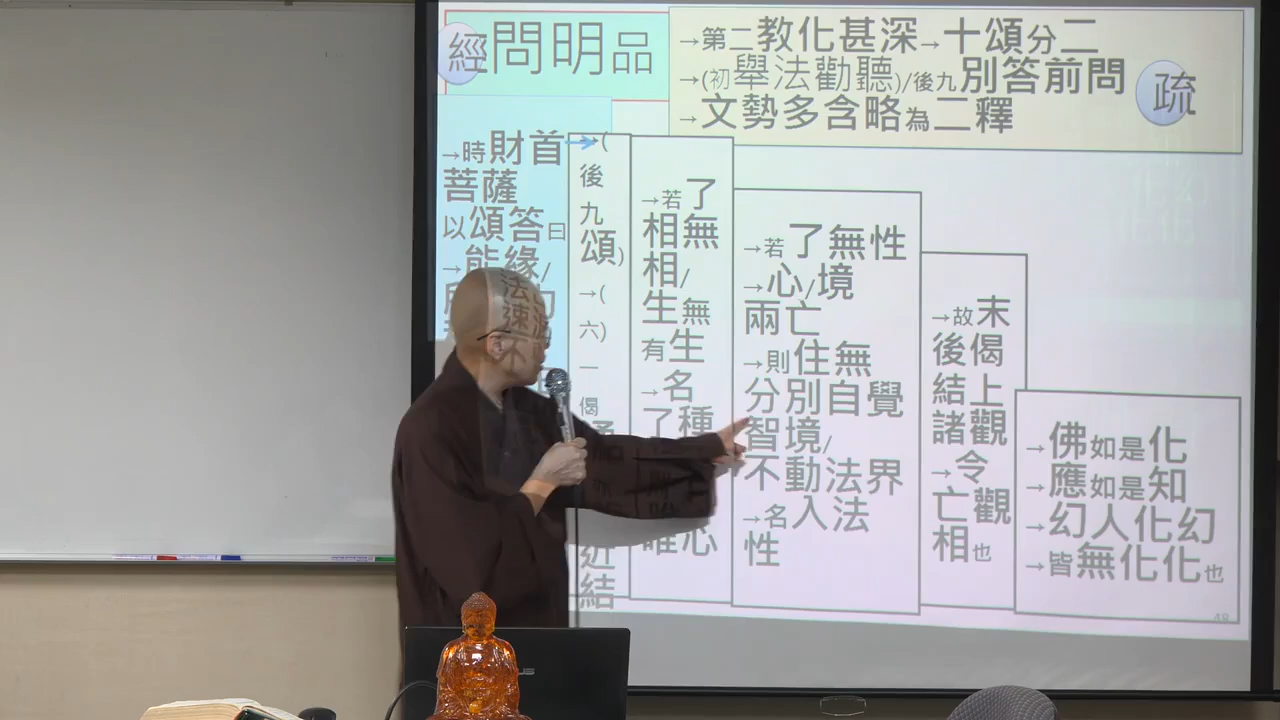 經問明品
→第二教化甚深→十頌分二
→(初舉法勸聽)/後九別答前問
→文勢多含略為二釋
疏
→時財首
菩薩
以頌答曰
→能緣/
→(
後
九
頌)
→(
六)
一
偈
近
結
→若了
相無
相/
生無
有生
→名
了種
唯心
→若了無性
→心/境
兩亡
→則住無
分別自覺
智境/
不動法界
→名入法
性
→故末
後偈
結上
諸觀
→令
亡觀
相也
→佛如是化
→應如是知
→幻人化幻
→皆無化化也
48